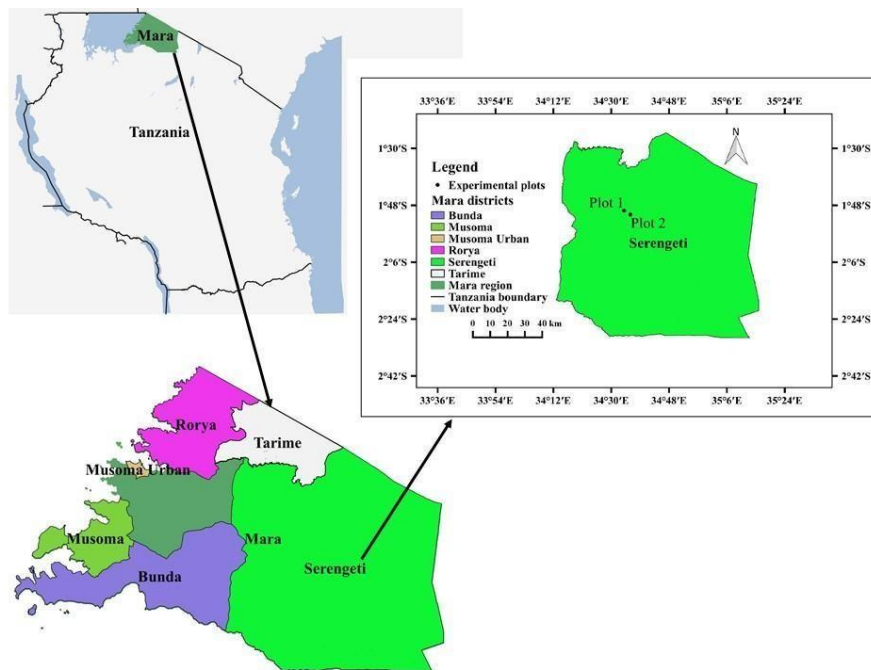 Mara
Tanzania
33°36'E 33°54'E 34°12'E 34°30'E 34°48'E 35°6'E 35°24'E
1°30'S
1°48'S
2°6'S
2°24'S
2°42'S
N
Legend
Experimental plots
Mara districts
Bunda
Musoma
Musoma Urban
Rorya
Serengeti
Tarime
Mara region
Tanzania boundary
Water body
0 10 20 40 km
Plot 1
Plot 2
Serengeti
1°30'S
1°48'S
2°6'S
2°24'S
2°42'S
33°36'E 33°54'E 34°12'E 34°30'E 34°48'E 35°6'E 35°24'E
Rorya
Tarime
Musoma Urban
Musoma
Mara
Serengeti
Bunda